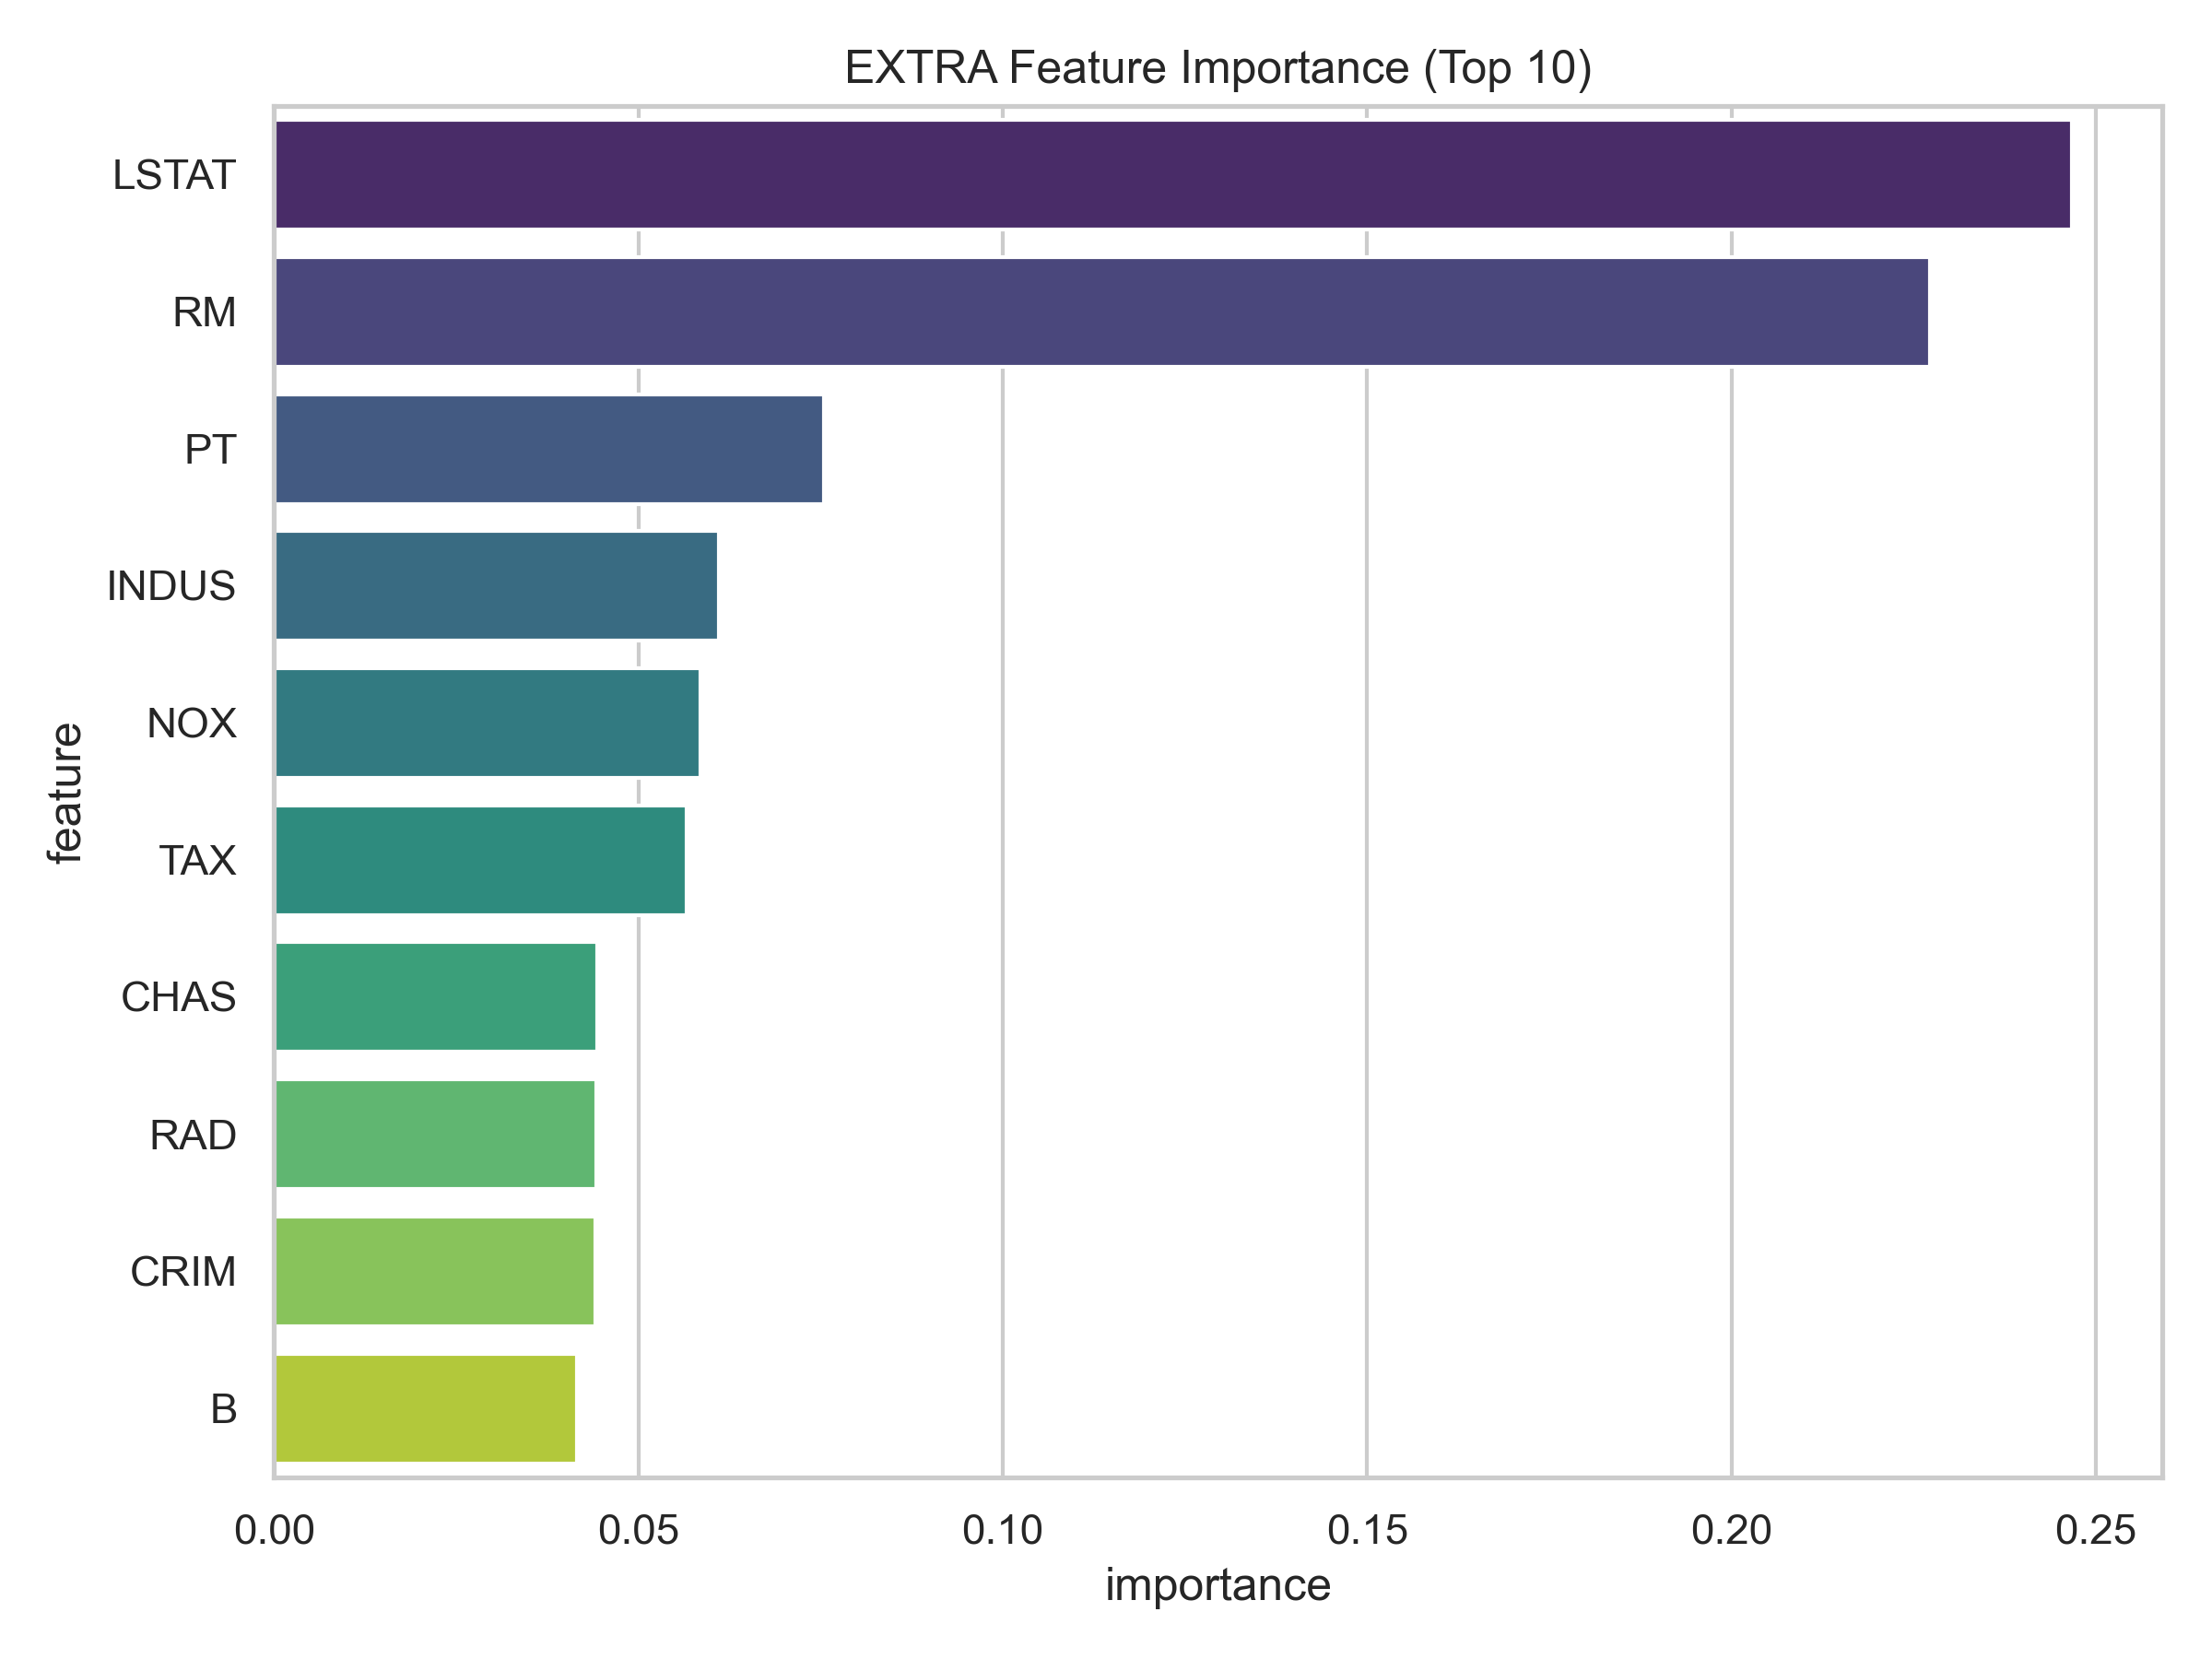 EXTRA Feature Importance (Top 10)
feature
LSTAT
RM
PT
INDUS
NOX
TAX
CHAS
RAD
CRIM
B
0.00 0.05 0.10 0.15 0.20 0.25
importance